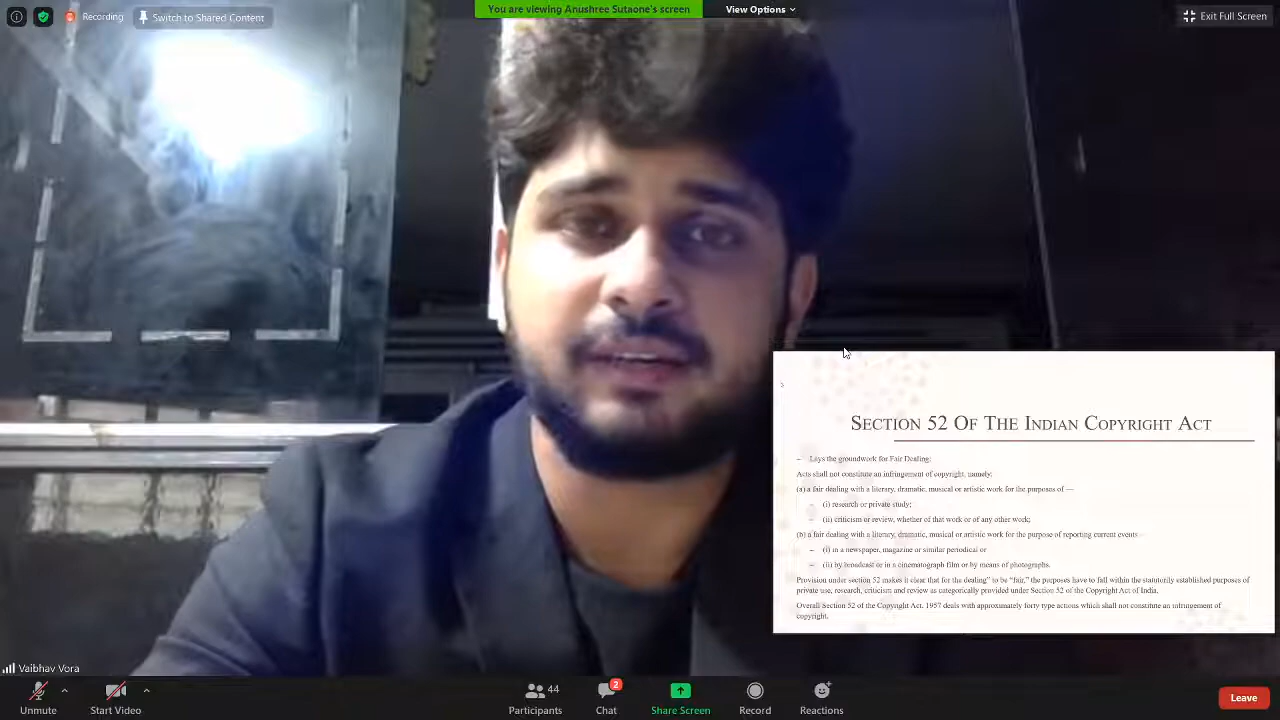 Recording
Switch to Shared Content
You are viewing Anushree Sutaone's screen
View Options
Exit Full Screen
SECTION 52 OF THE INDIAN COPYRIGHT ACT
– Lays the groundwork for Fair Dealing:
Acts shall not constitute an infringement of copyright, namely:
(a) a fair dealing with a literary, dramatic, musical or artistic work for the purposes of —
– (i) research or private study;
– (ii) criticism or review, whether of that work or of any other work;
(b) a fair dealing with a literary, dramatic, musical or artistic work for the purpose of reporting current events—
– (i) in a newspaper, magazine or similar periodical or
– (ii) by broadcast or in a cinematograph film or by means of photographs.
Provision under section 52 makes it clear that for the dealing” to be “fair,” the purposes have to fall within the statutorily established purposes of
private use, research, criticism and review as categorically provided under Section 52 of the Copyright Act of India.
Overall Section 52 of the Copyright Act, 1957 deals with approximately forty type actions which shall not constitute an infringement of
copyright.
Vaibhav Vora
Unmute
Start Video
Participants
44
Chat
2
Share Screen
Record
Reactions
Leave